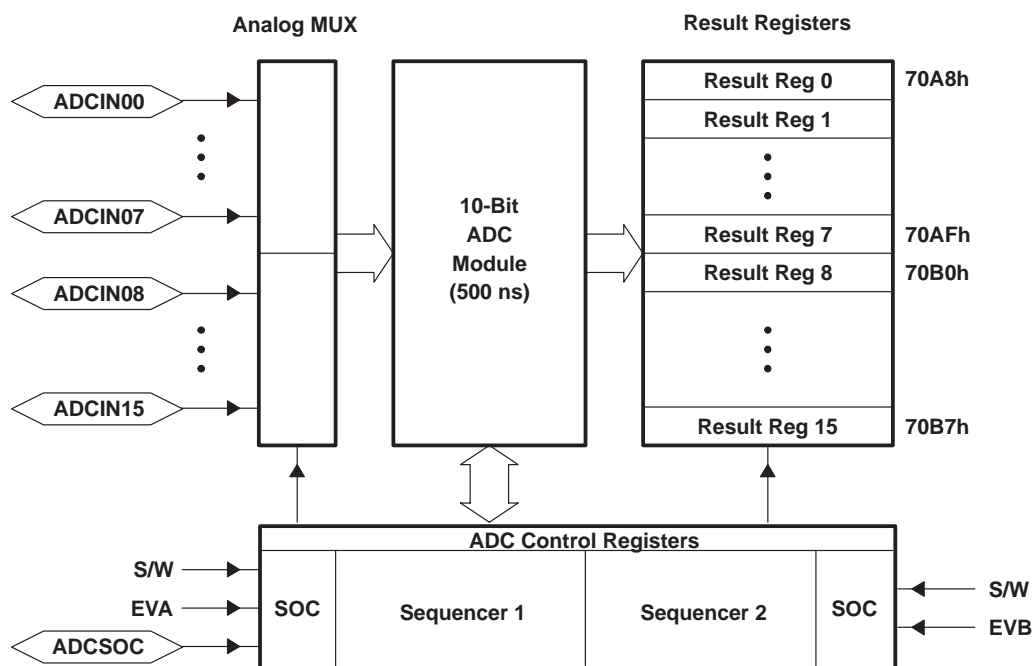 Analog MUX
Result Registers
ADCIN00
ADCIN07
ADCIN08
ADCIN15
10-Bit
ADC
Module
(500 ns)
Result Reg 0
70A8h
Result Reg 1
Result Reg 7
70AFh
Result Reg 8
70B0h
Result Reg 15
70B7h
ADC Control Registers
S/W
EVA
ADCSOC
SOC
Sequencer 1
Sequencer 2
SOC
S/W
EVB